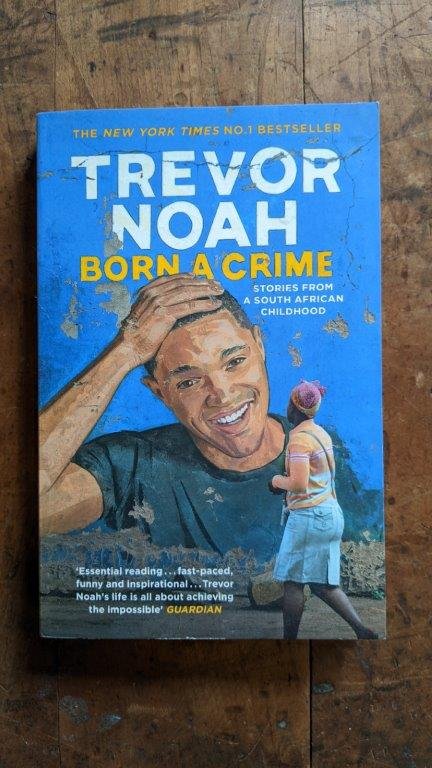 THE NEW YORK TIMES NO.1 BESTSELLER
TREVOR
NOAH
BORN A CRIME
STORIES FROM
A SOUTH AFRICAN
CHILDHOOD
'Essential reading...fast-paced,
funny and inspirational...Trevor
Noah's life is all about achieving
the impossible' GUARDIAN